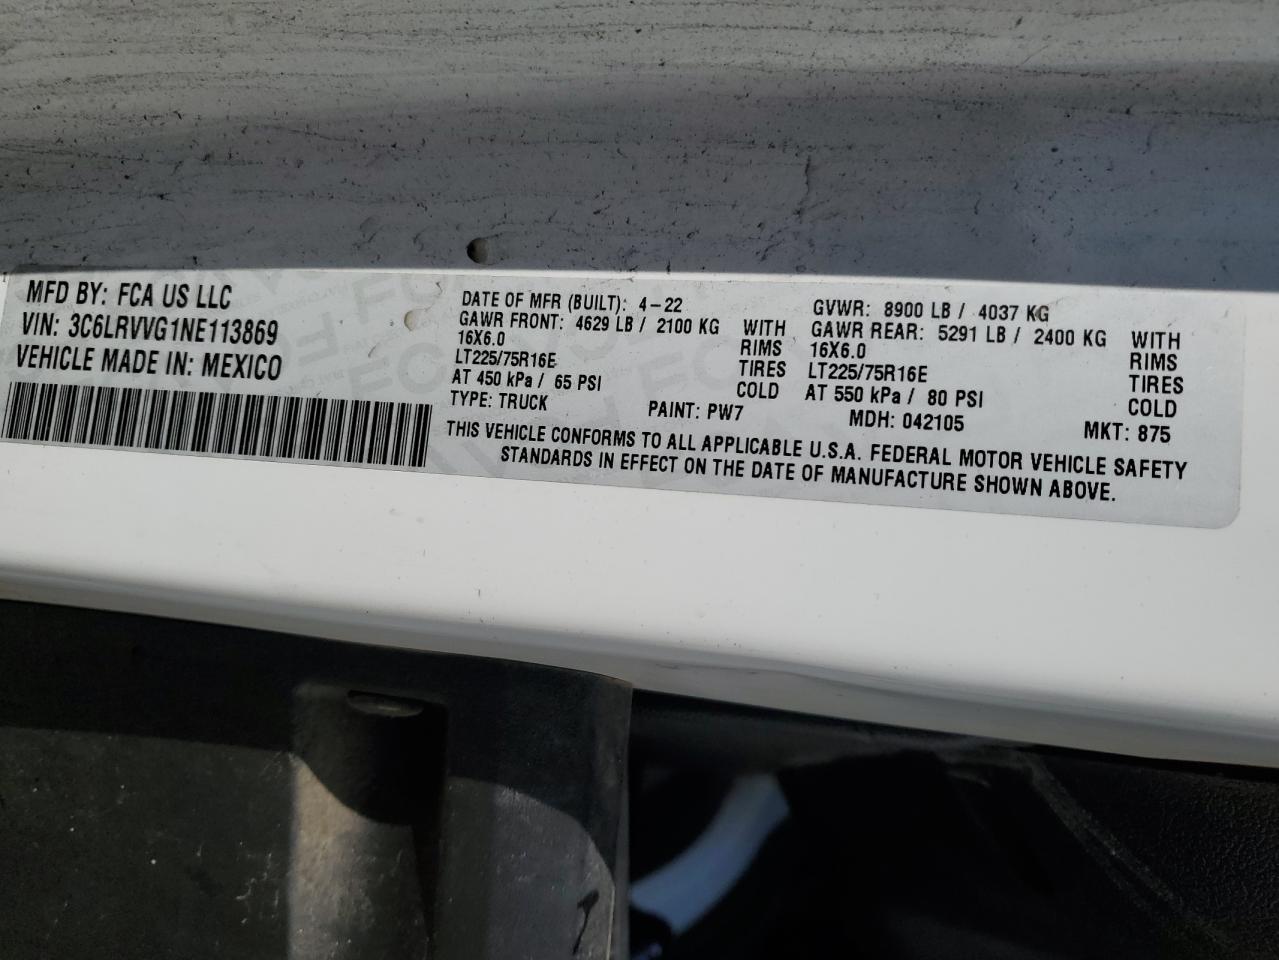 MFD BY: FCA US LLC
VIN: 3C6LRVVG1NE113869
VEHICLE MADE IN: MEXICO
DATE OF MFR (BUILT): 4-22
GAWR FRONT: 4629 LB / 2100 KG WITH
16X6.0 RIMS
LT225/75R16E TIRES
AT 450 kPa / 65 PSI COLD
GVWR: 8900 LB / 4037 KG
GAWR REAR: 5291 LB / 2400 KG WITH
16X6.0 RIMS
LT225/75R16E TIRES
AT 550 kPa / 80 PSI COLD
TYPE: TRUCK PAINT: PW7 MDH: 042105 MKT: 875
THIS VEHICLE CONFORMS TO ALL APPLICABLE U.S.A. FEDERAL MOTOR VEHICLE SAFETY
STANDARDS IN EFFECT ON THE DATE OF MANUFACTURE SHOWN ABOVE.